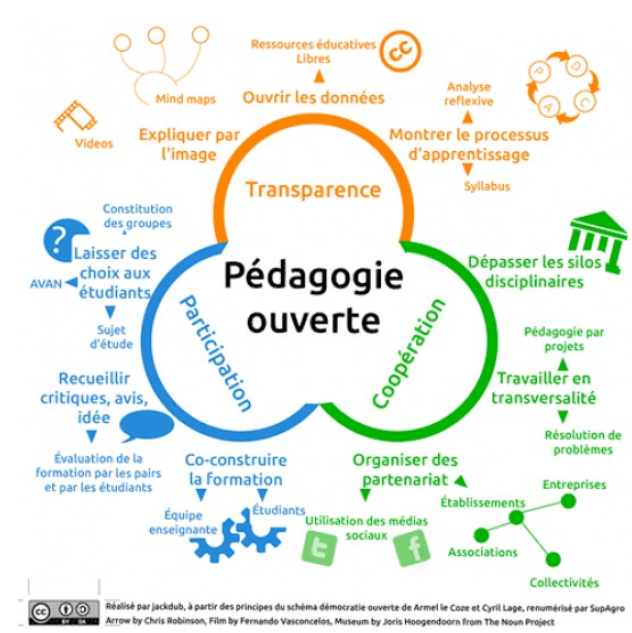 Ressources éducatives
Libres
cc
Mind maps
Ouvrir les données
Analyse
reflexive
P
D
C
A
Videos
Expliquer par
l'image
Montrer le processus
d'apprentissage
Syllabus
Transparence
Constitution
des groupes
?
Laisser des
choix aux
étudiants
AVAN
Sujet
d'étude
Pédagogie
ouverte
Participation
Coopération
Dépasser les silos
disciplinaires
Pédagogie par
projets
Travailler en
transversalité
Résolution de
problèmes
Recueillir
critiques, avis,
idée
Évaluation de la
formation par les pairs
et par les étudiants
Co-construire
la formation
Équipe
enseignante
Étudiants
Organiser des
partenariat
Utilisation des médias
sociaux
t
f
Établissements
Entreprises
Associations
Collectivités
cc
BY
SA
Réalisé par jackdub, à partir des principes du schéma démocratie ouverte de Armel le Coze et Cyril Lage, renumérisé par SupAgro
Arrow by Chris Robinson, Film by Fernando Vasconcelos, Museum by Joris Hoogendoorn from The Noun Project